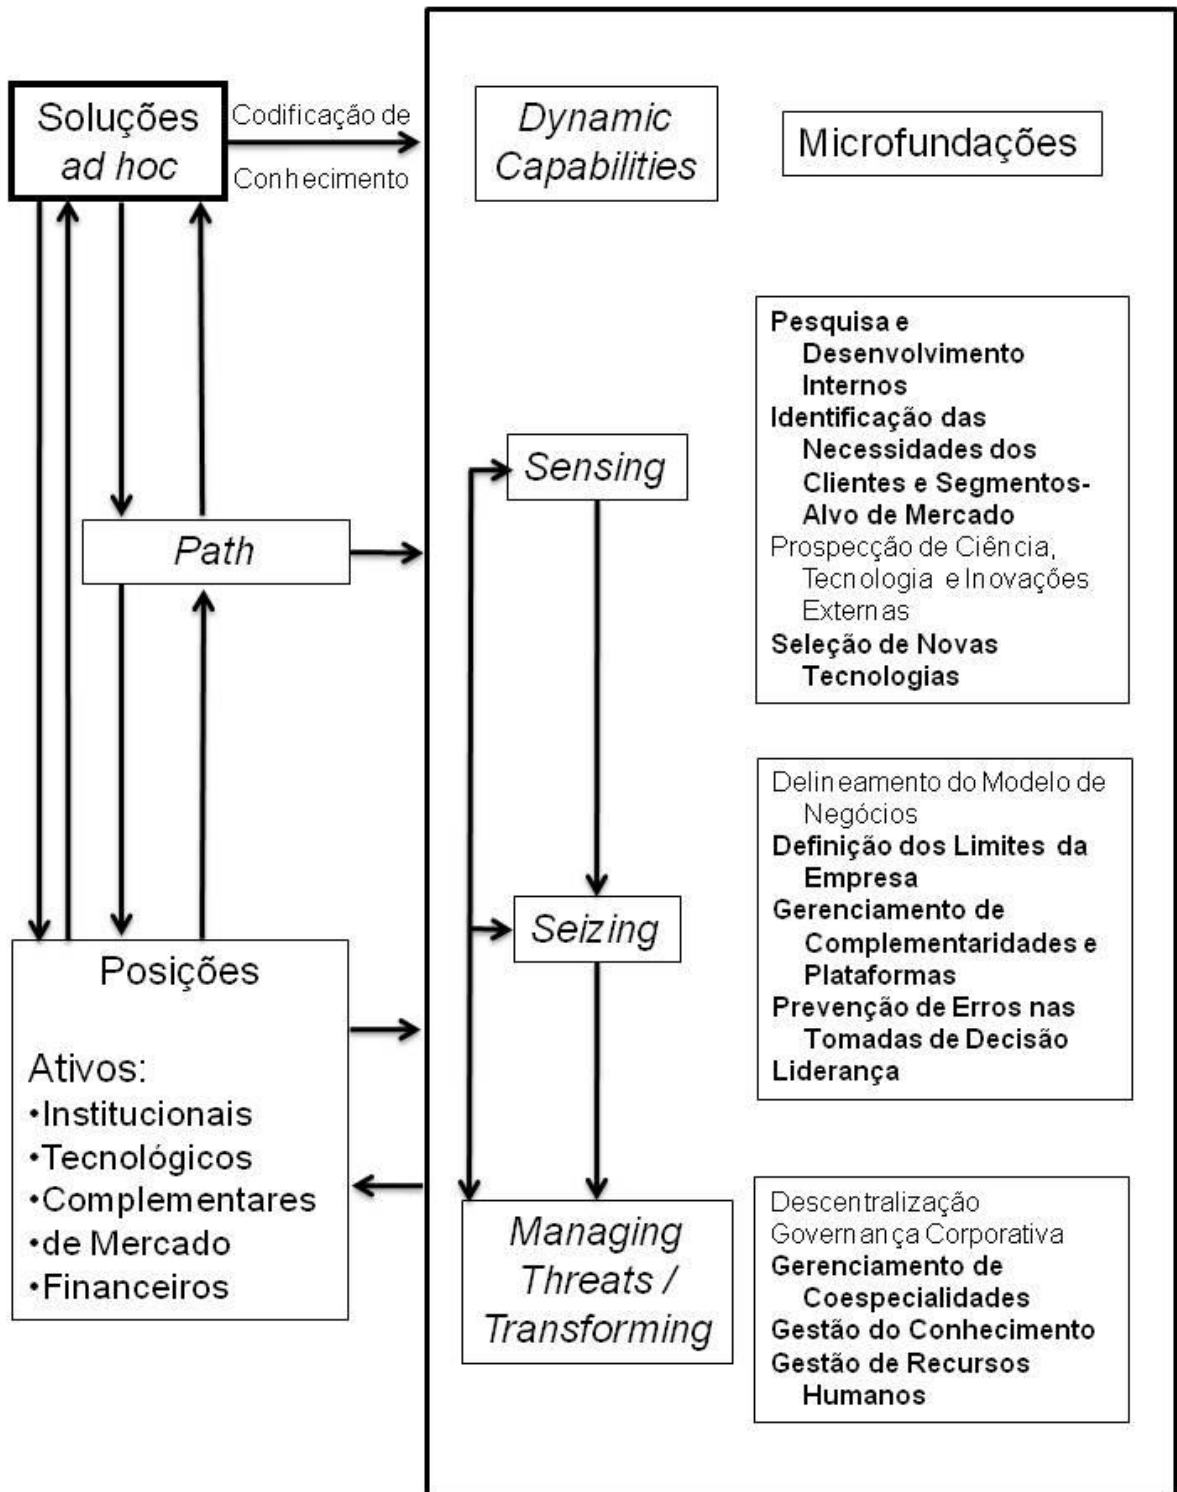 Soluções
ad hoc
Codificação de
Conhecimento
Dynamic
Capabilities
Microfundações
Path
Sensing
Pesquisa e
Desenvolvimento
Internos
Identificação das
Necessidades dos
Clientes e Segmentos-
Alvo de Mercado
Prospecção de Ciência,
Tecnologia e Inovações
Externas
Seleção de Novas
Tecnologias
Seizing
Delineamento do Modelo de
Negócios
Definição dos Limites da
Empresa
Gerenciamento de
Complementaridades e
Plataformas
Prevenção de Erros nas
Tomadas de Decisão
Liderança
Posições
Ativos:
•Institucionais
•Tecnológicos
•Complementares
•de Mercado
•Financeiros
Managing
Threats /
Transforming
Descentralização
Governança Corporativa
Gerenciamento de
Coespecialidades
Gestão do Conhecimento
Gestão de Recursos
Humanos